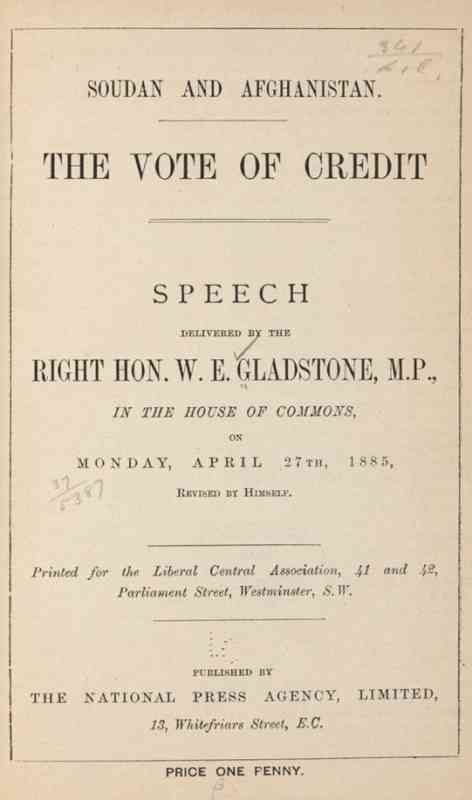 SOUDAN AND AFGHANISTAN.
THE VOTE OF CREDIT
SPEECH
DELIVERED BY THE
RIGHT HON. W. E. GLADSTONE, M.P.,
IN THE HOUSE OF COMMONS,
ON
MONDAY, APRIL 27TH, 1885,
REVISED BY HIMSELF.
37
5387
Printed for the Liberal Central Association, 41 and 42,
Parliament Street, Westminster, S.W.
PUBLISHED BY
THE NATIONAL PRESS AGENCY, LIMITED,
13, Whitefriars Street, E.C.
PRICE ONE PENNY.